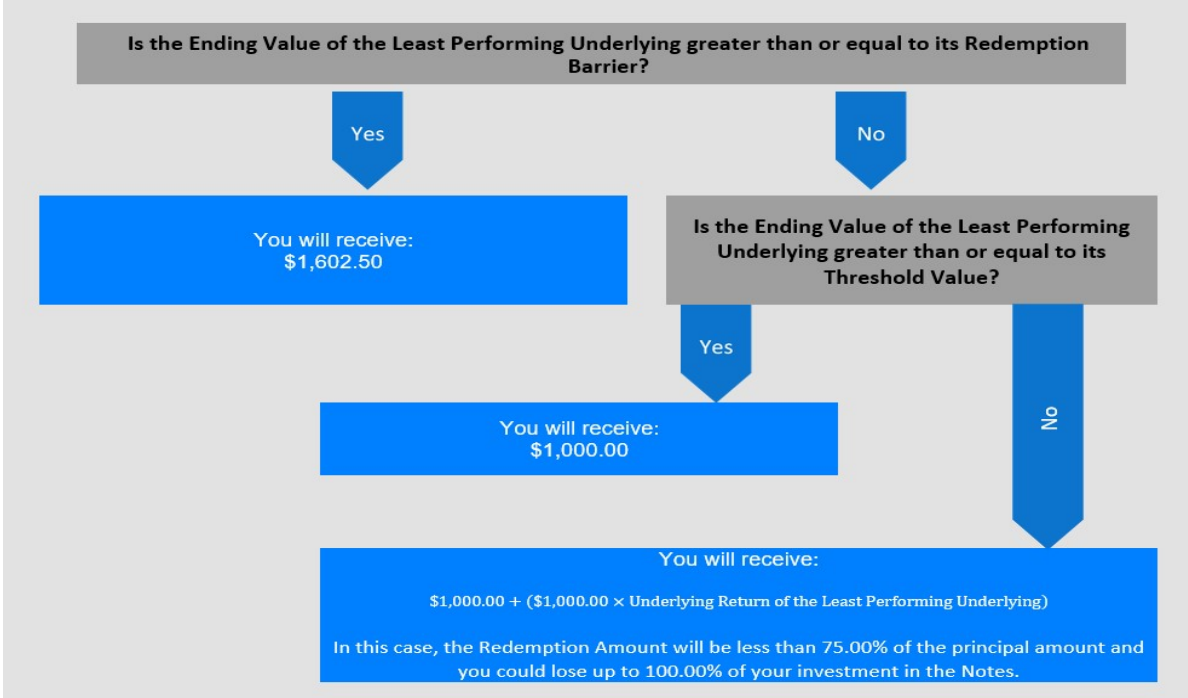 Is the Ending Value of the Least Performing Underlying greater than or equal to its Redemption
Barrier?
Yes
No
You will receive:
$1,602.50
Is the Ending Value of the Least Performing
Underlying greater than or equal to its
Threshold Value?
Yes
No
You will receive:
$1,000.00
You will receive:
$1,000.00 + ($1,000.00 × Underlying Return of the Least Performing Underlying)
In this case, the Redemption Amount will be less than 75.00% of the principal amount and
you could lose up to 100.00% of your investment in the Notes.